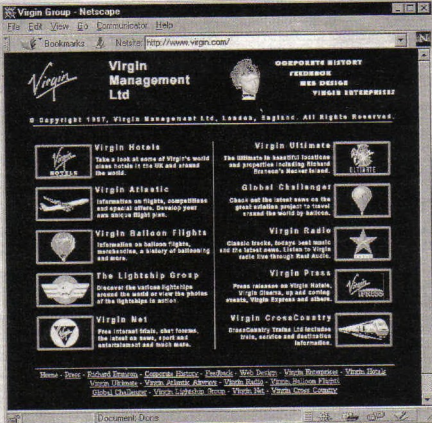 Virgin Group - Netscape
File Edit View Go Communicator Help
Bookmarks Netsite: http://www.virgin.com/
Virgin
Virgin
Management
Ltd
CORPORATE HISTORY
FEEDBACK
WEB DESIGN
VIRGIN ENTERPRISES
© Copyright 1997, Virgin Management Ltd, London, England. All Rights Reserved.
Virgin
HOTELS
Virgin Hotels
Take a look at some of Virgin's world
class hotels in the UK and around
the world.
Virgin Atlantic
Information on flights, competitions
and special offers. Develop your
own unique flight plan.
Virgin Balloon Flights
Information on balloon flights,
merchandise, a history of ballooning
and more.
The Lightship Group
Discover the various lightships
around the world or view the photos
of the lightships in action.
Virgin Net
Free internet trials, chat forums,
the latest on news, sport and
entertainment and much more.
Virgin Ultimate
The Ultimate in beautiful locations
and properties including Richard
Branson's Necker Island.
ULTIMATE
Global Challenger
Check out the latest news on the
great aviation project to travel
around the world by balloon.
Virgin Radio
Classic tracks, todays best music
and the latest news. Listen to Virgin
radio live through Real Audio.
Virgin Press
Press releases on Virgin Hotels,
Virgin Cinema, up and coming
events, Virgin Express and others.
Virgin
PRESS
Virgin CrossCountry
CrossCountry Trains Ltd includes
train, service and destination
information.
Home - Press - Richard Branson - Corporate History - Feedback - Web Design - Virgin Enterprises - Virgin Hotels
Virgin Ultimate - Virgin Atlantic Airways - Virgin Radio - Virgin Balloon Flights
Global Challenger - Virgin Lightship Group - Virgin Net - Virgin Cross Country
Document: Done